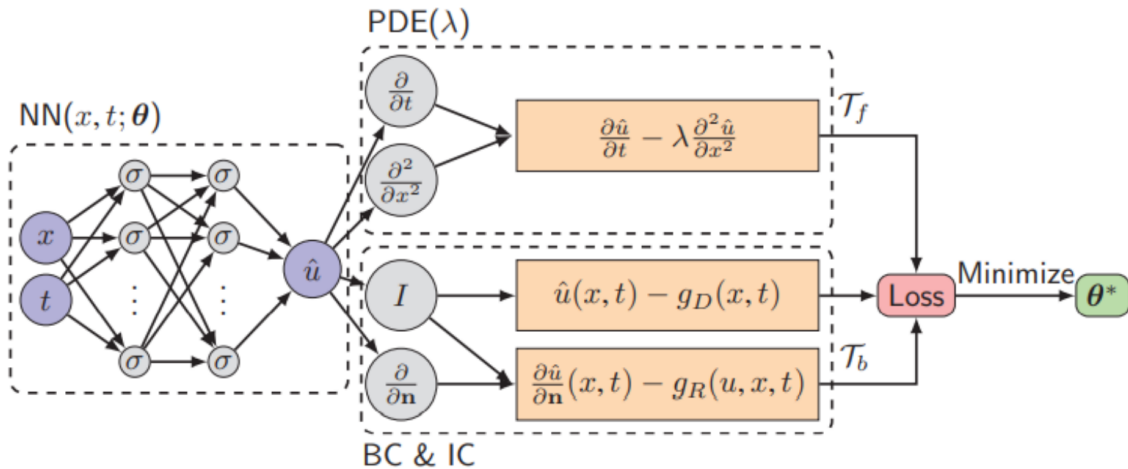 PDE(λ)
NN(x, t; θ)
∂/∂t
∂²/∂x²
∂û/∂t − λ ∂²û/∂x²
𝒯_f
x
t
σ
σ
σ
σ
σ
σ
⋮
⋮
û
I
∂/∂n
û(x, t) − g_D(x, t)
∂û/∂n(x, t) − g_R(u, x, t)
𝒯_b
Loss
Minimize
θ*
BC & IC